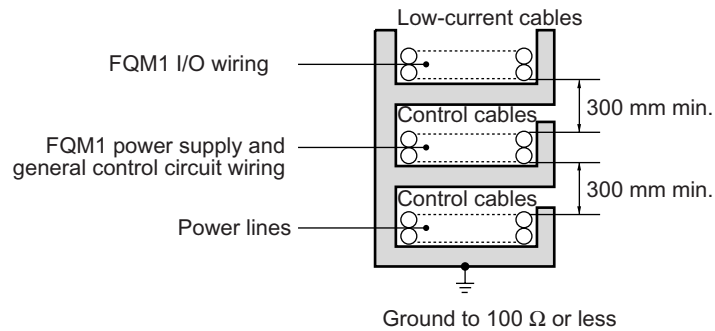 Low-current cables
FQM1 I/O wiring
300 mm min.
Control cables
FQM1 power supply and
general control circuit wiring
300 mm min.
Control cables
Power lines
Ground to 100 Ω or less